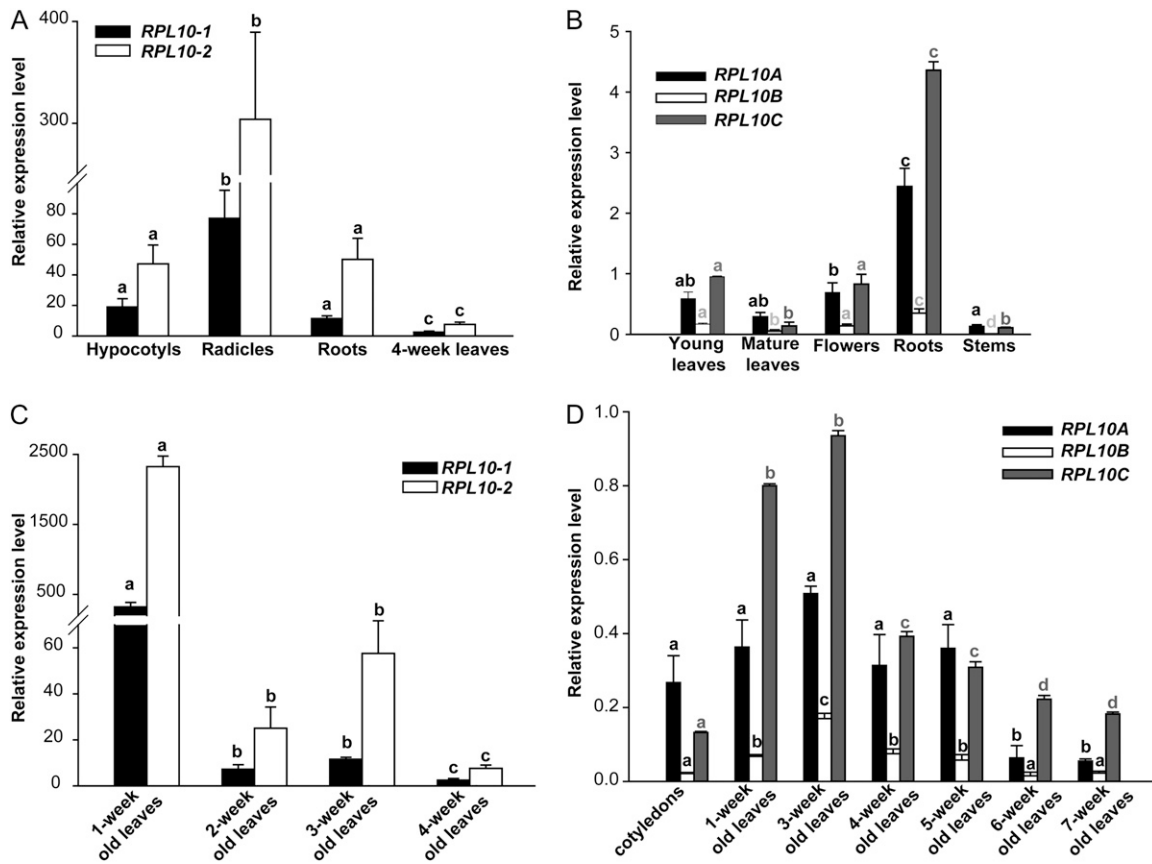 A
Relative expression level
400
300
80
60
40
20
0
RPL10-1
RPL10-2
a
a
b
b
a
a
c
c
Hypocotyls
Radicles
Roots
4-week leaves
B
Relative expression level
5
4
3
2
1
0
RPL10A
RPL10B
RPL10C
ab
a
a
ab
b
b
b
a
a
c
c
c
a
d
b
Young leaves
Mature leaves
Flowers
Roots
Stems
C
Relative expression level
2500
1500
500
60
40
20
0
RPL10-1
RPL10-2
a
a
b
b
b
b
c
c
1-week old leaves
2-week old leaves
3-week old leaves
4-week old leaves
D
Relative expression level
1.0
0.8
0.6
0.4
0.2
0.0
RPL10A
RPL10B
RPL10C
a
a
a
a
b
b
a
c
b
a
b
c
a
b
c
b
a
d
b
a
d
cotyledons
1-week old leaves
3-week old leaves
4-week old leaves
5-week old leaves
6-week old leaves
7-week old leaves